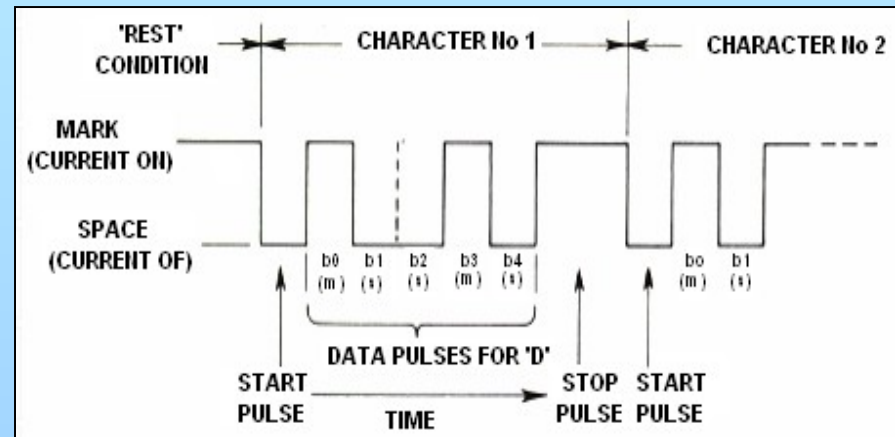 'REST'
CONDITION
CHARACTER No 1
CHARACTER No 2
MARK
(CURRENT ON)
SPACE
(CURRENT OF)
b0 b1 b2 b3 b4 bo b1
(m) (s) (s) (m) (s) (m) (s)
DATA PULSES FOR 'D'
START
PULSE
TIME
STOP
PULSE
START
PULSE